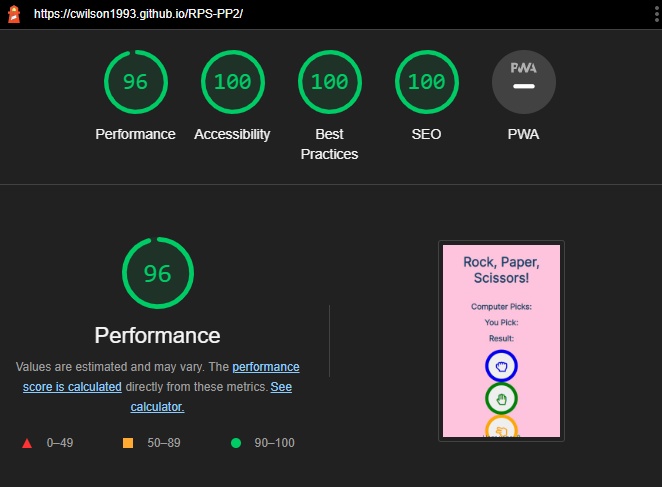 https://cwilson1993.github.io/RPS-PP2/
96
100
100
100
PWA
Performance
Accessibility
Best
Practices
SEO
PWA
96
Performance
Values are estimated and may vary. The performance
score is calculated directly from these metrics. See
calculator.
0–49
50–89
90–100
Rock, Paper,
Scissors!
Computer Picks:
You Pick:
Result: